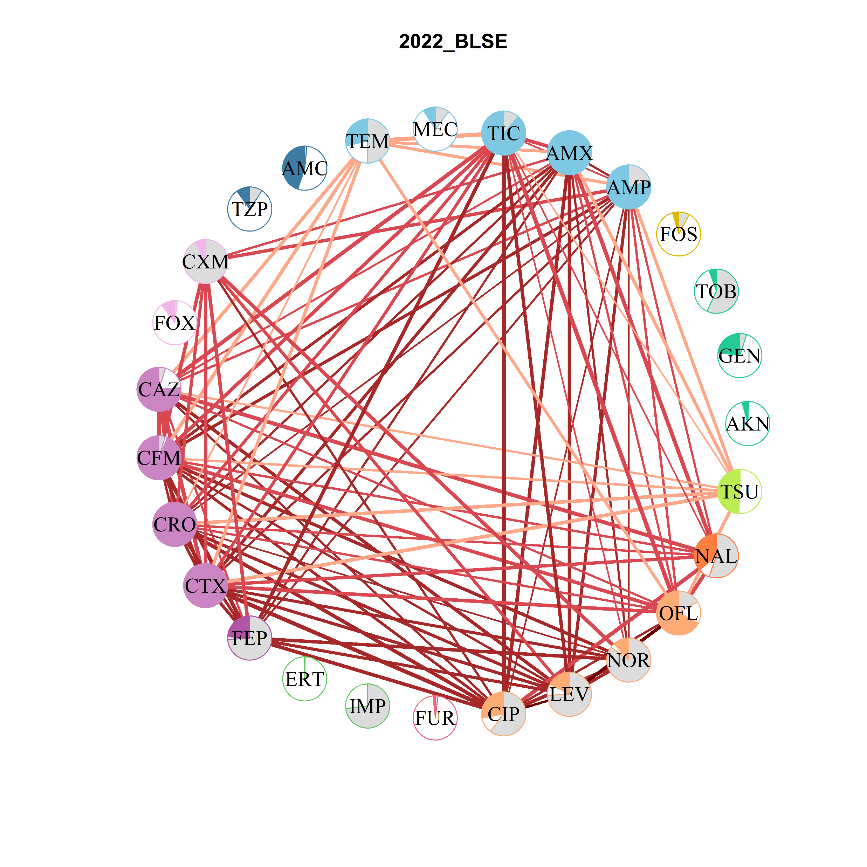 2022_BLSE
MEC
TIC
TEM
AMX
AMC
AMP
TZP
FOS
CXM
TOB
FOX
GEN
CAZ
AKN
CFM
TSU
CRO
NAL
CTX
OFL
FEP
NOR
ERT
LEV
IMP
CIP
FUR